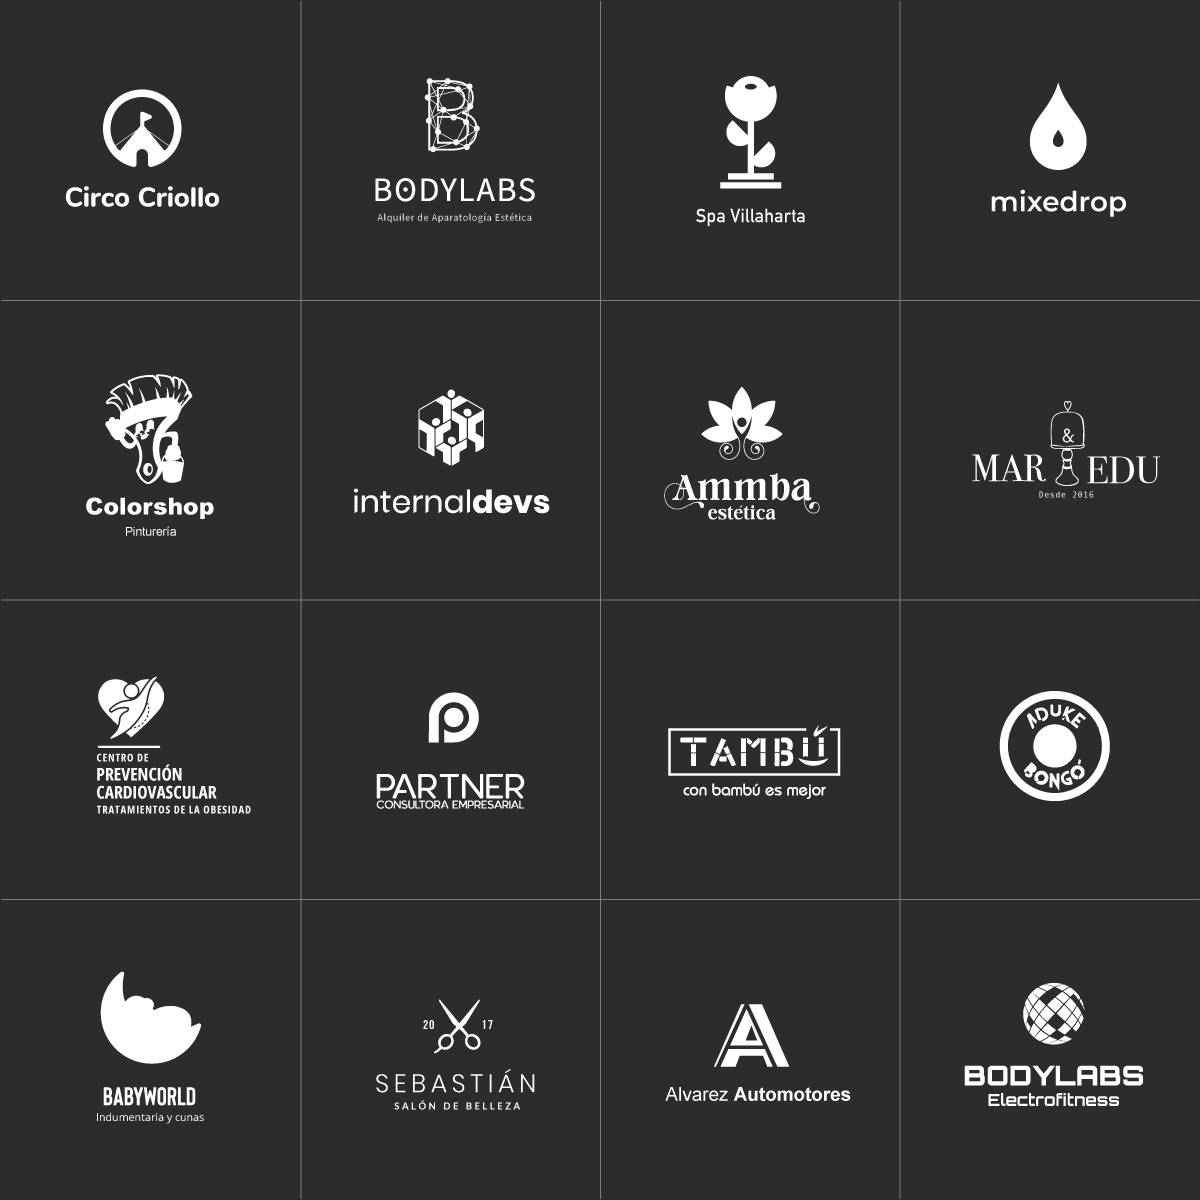 Circo Criollo
B
BODYLABS
Alquiler de Aparatología Estética
Spa Villaharta
mixedrop
Colorshop
Pinturería
internaldevs
Ammba
estética
&
MAR EDU
Desde 2016
CENTRO DE
PREVENCIÓN
CARDIOVASCULAR
TRATAMIENTOS DE LA OBESIDAD
PARTNER
CONSULTORA EMPRESARIAL
TAMBÚ
con bambú es mejor
ADUKE
BONGÓ
BABYWORLD
Indumentaria y cunas
20 17
SEBASTIÁN
SALÓN DE BELLEZA
A
Alvarez Automotores
BODYLABS
Electrofitness